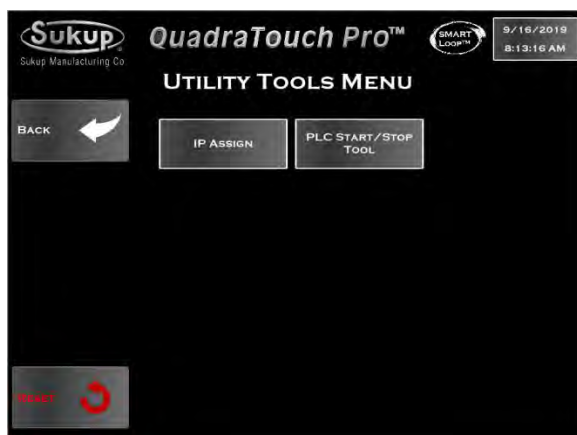 Sukup
Sukup Manufacturing Co
QuadraTouch Pro™
SMART
LOOP™
9/16/2019
8:13:16 AM
UTILITY TOOLS MENU
BACK
IP ASSIGN
PLC START/STOP
TOOL
RESET